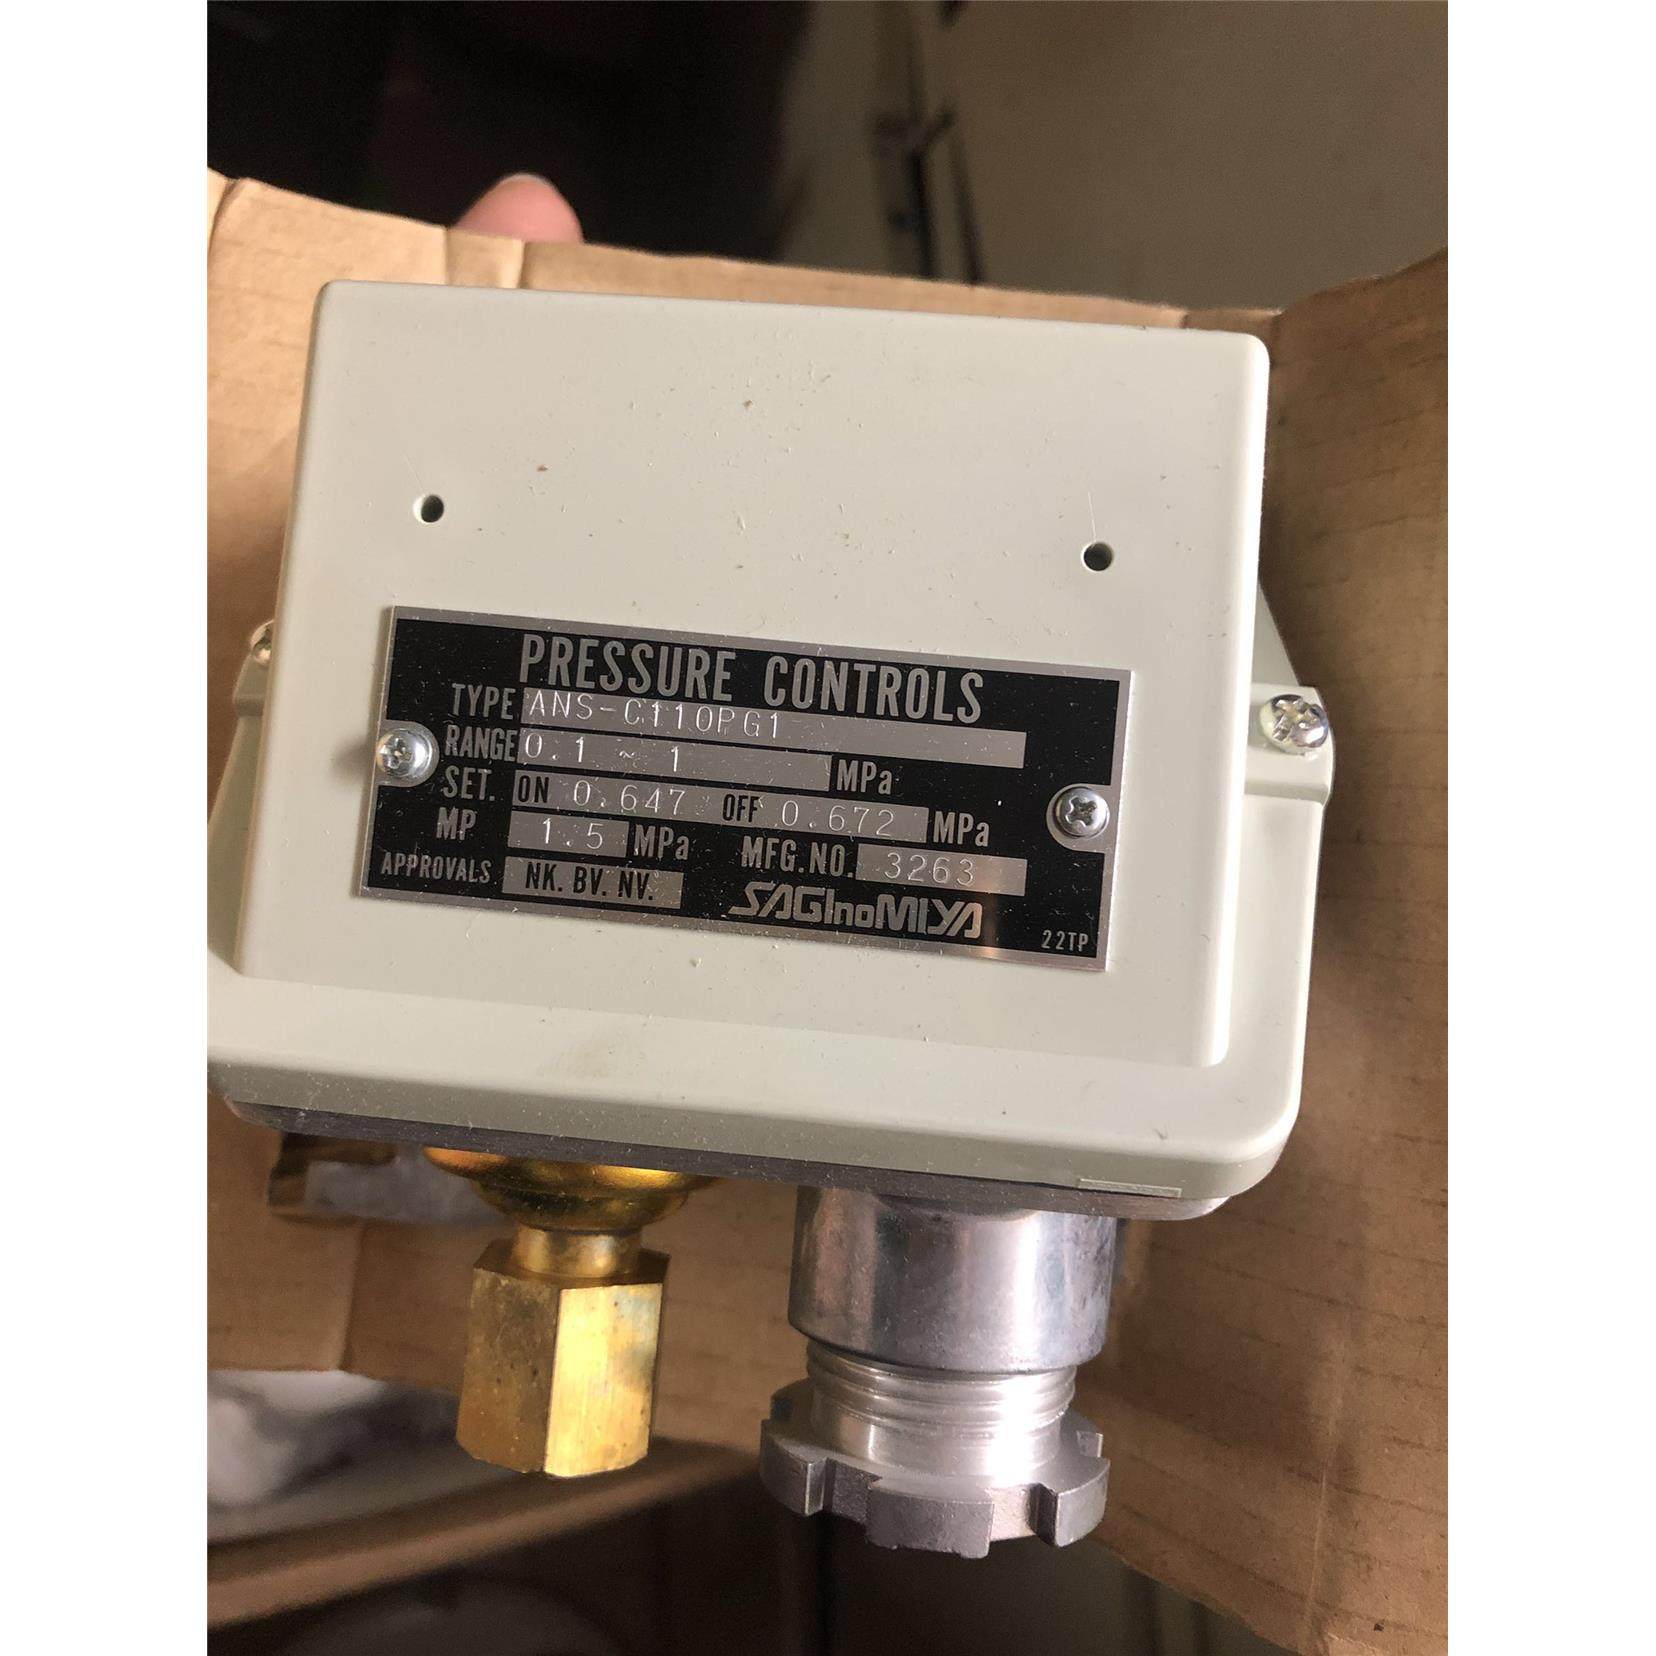 PRESSURE CONTROLS
TYPE ANS-C110PG1
RANGE 0.1 ~ 1 MPa
SET. ON 0.647 OFF 0.672 MPa
MP 1.5 MPa MFG.NO. 3263
APPROVALS NK. BV. NV. SAGInoMIYA
22TP